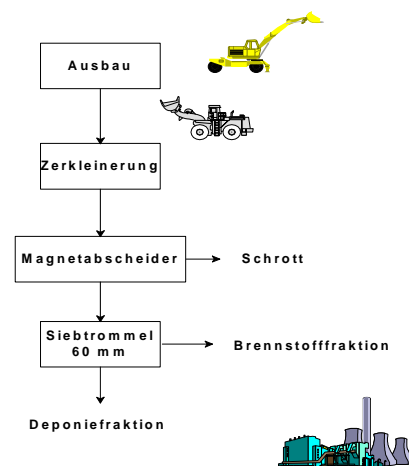 Ausbau
Zerkleinerung
Magnetabscheider
Schrott
Siebtrommel
60 mm
Brennstofffraktion
Deponiefraktion